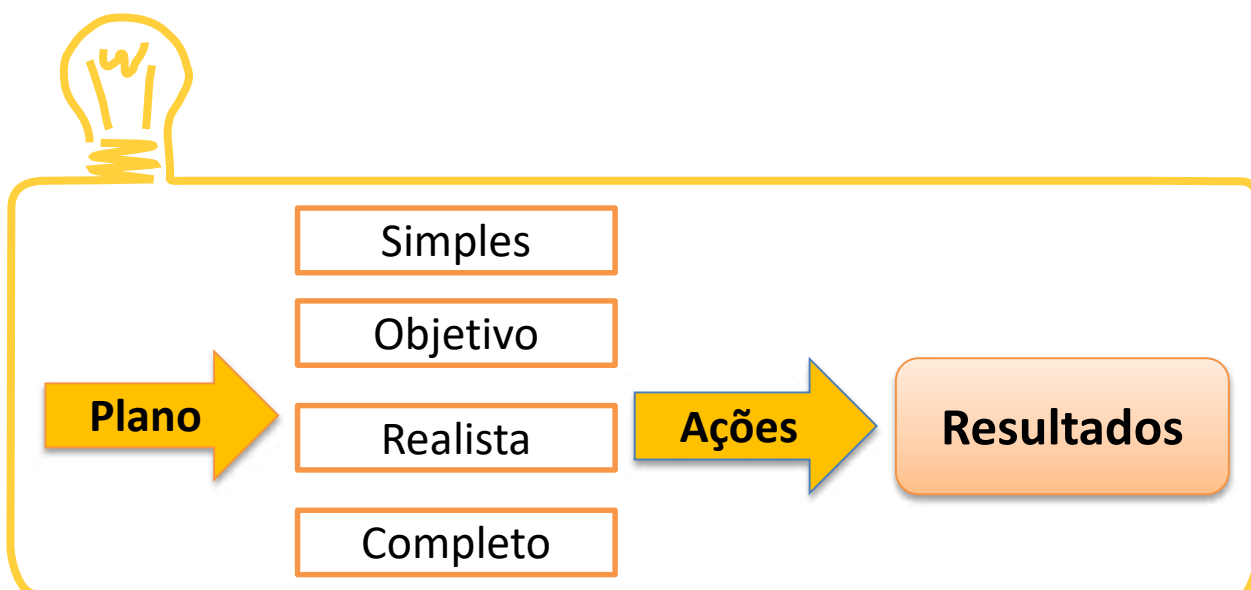 Plano
Simples
Objetivo
Realista
Completo
Ações
Resultados